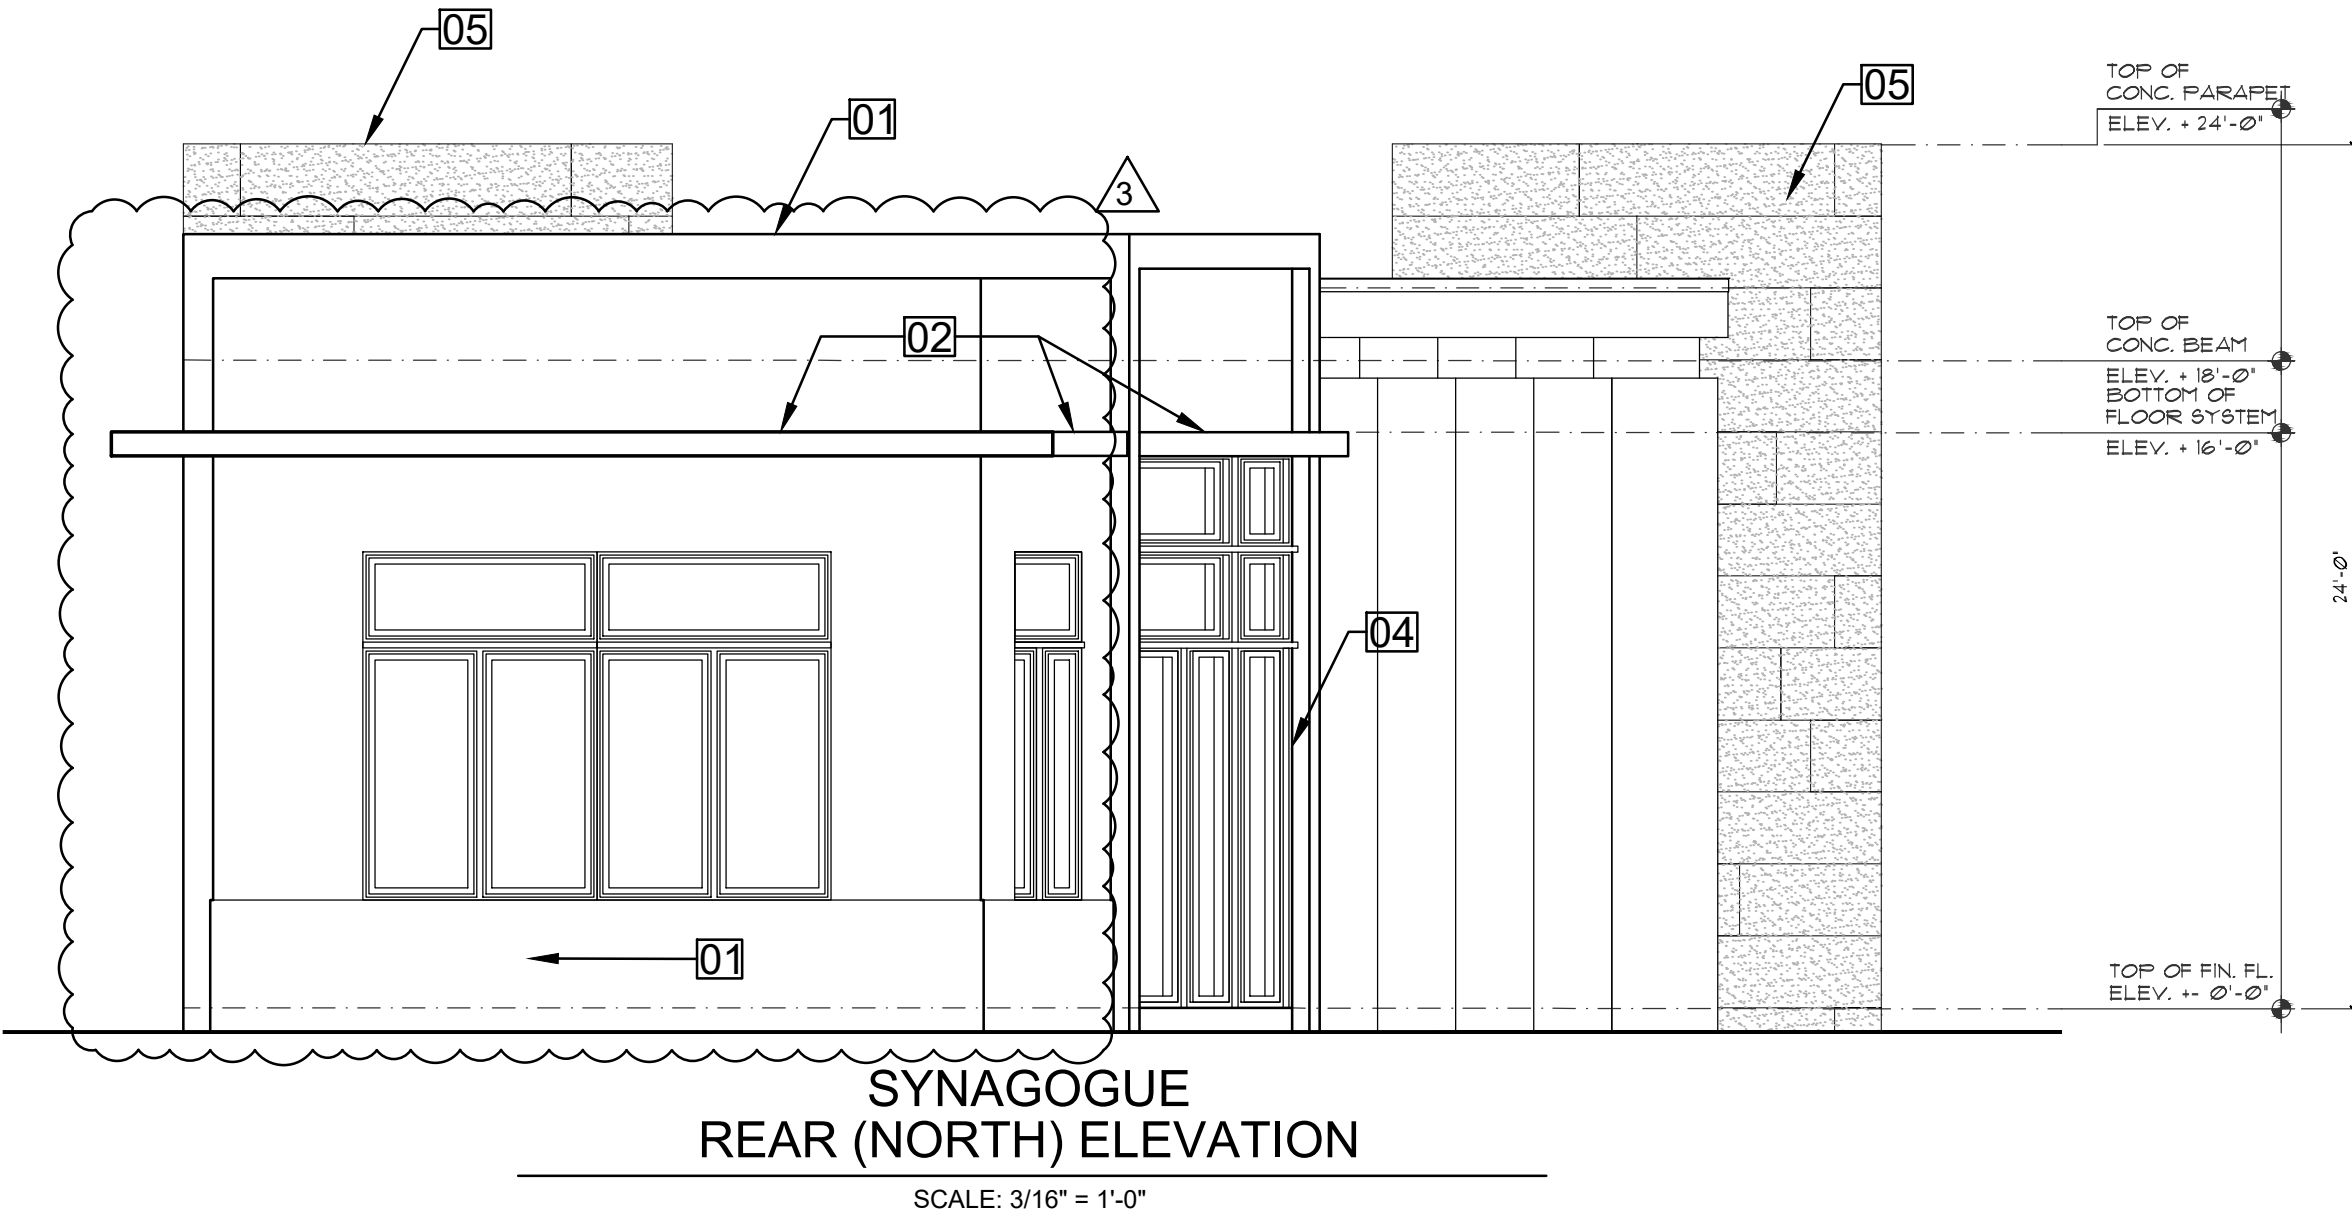 05
01
3
05
TOP OF
CONC. PARAPET
ELEV. + 24'-0"
02
TOP OF
CONC. BEAM
ELEV. + 18'-0"
BOTTOM OF
FLOOR SYSTEM
ELEV. + 16'-0"
24'-0"
04
01
TOP OF FIN. FL.
ELEV. +- 0'-0"
SYNAGOGUE
REAR (NORTH) ELEVATION
SCALE: 3/16" = 1'-0"